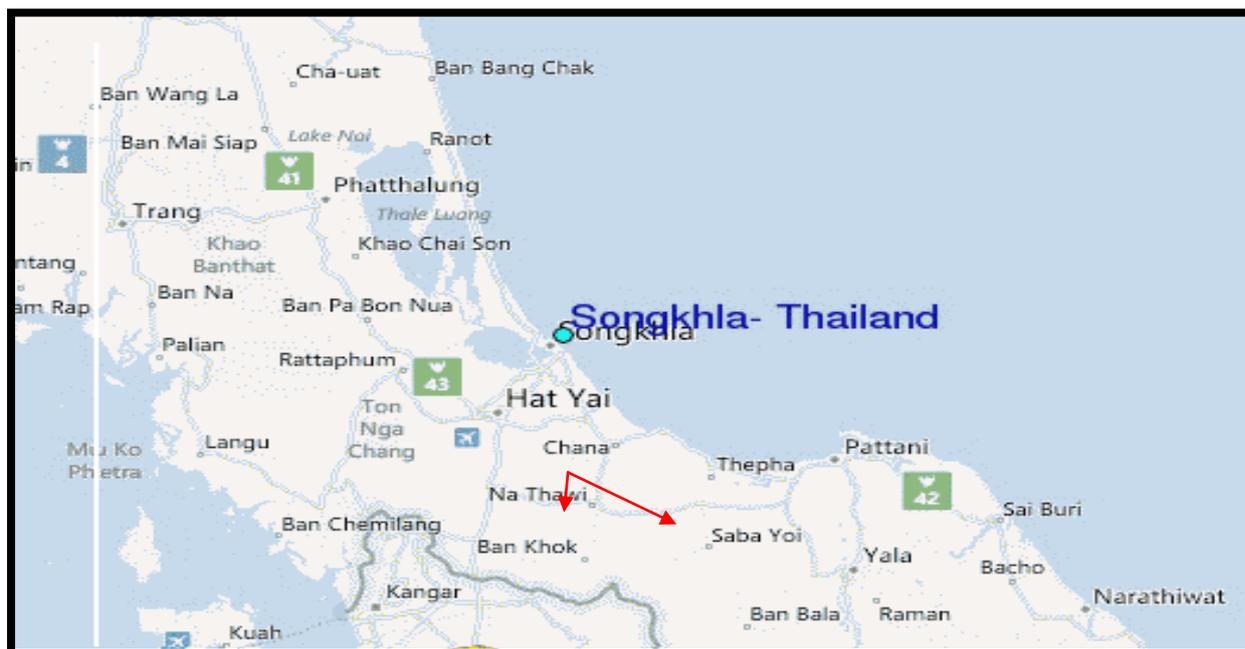 Cha-uat
Ban Bang Chak
Ban Wang La
Ban Mai Siap
Lake Noi
Ranot
in
4
41
Phatthalung
Thale Luang
Trang
Khao
Banthat
Khao Chai Son
ntang
Ban Na
am Rap
Ban Pa Bon Nua
Songkhla- Thailand
Songkhla
Palian
Rattaphum
43
Hat Yai
Ton
Nga
Chang
Mu Ko
Phetra
Langu
Chana
Thepha
Pattani
42
Na Thawi
Sai Buri
Ban Chemilang
Ban Khok
Saba Yoi
Yala
Bacho
Kangar
Narathiwat
Ban Bala
Raman
Kuah